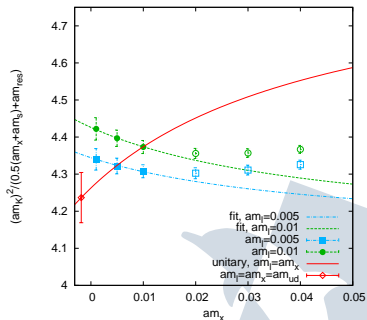 (am_K)^2/(0.5(am_x+am_s)+am_res)
4.7
4.6
4.5
4.4
4.3
4.2
4.1
4
fit, am_l=0.005
fit, am_l=0.01
am_l=0.005
am_l=0.01
unitary, am_l=am_x
am_l=am_x=am_ud
0 0.01 0.02 0.03 0.04 0.05
am_x